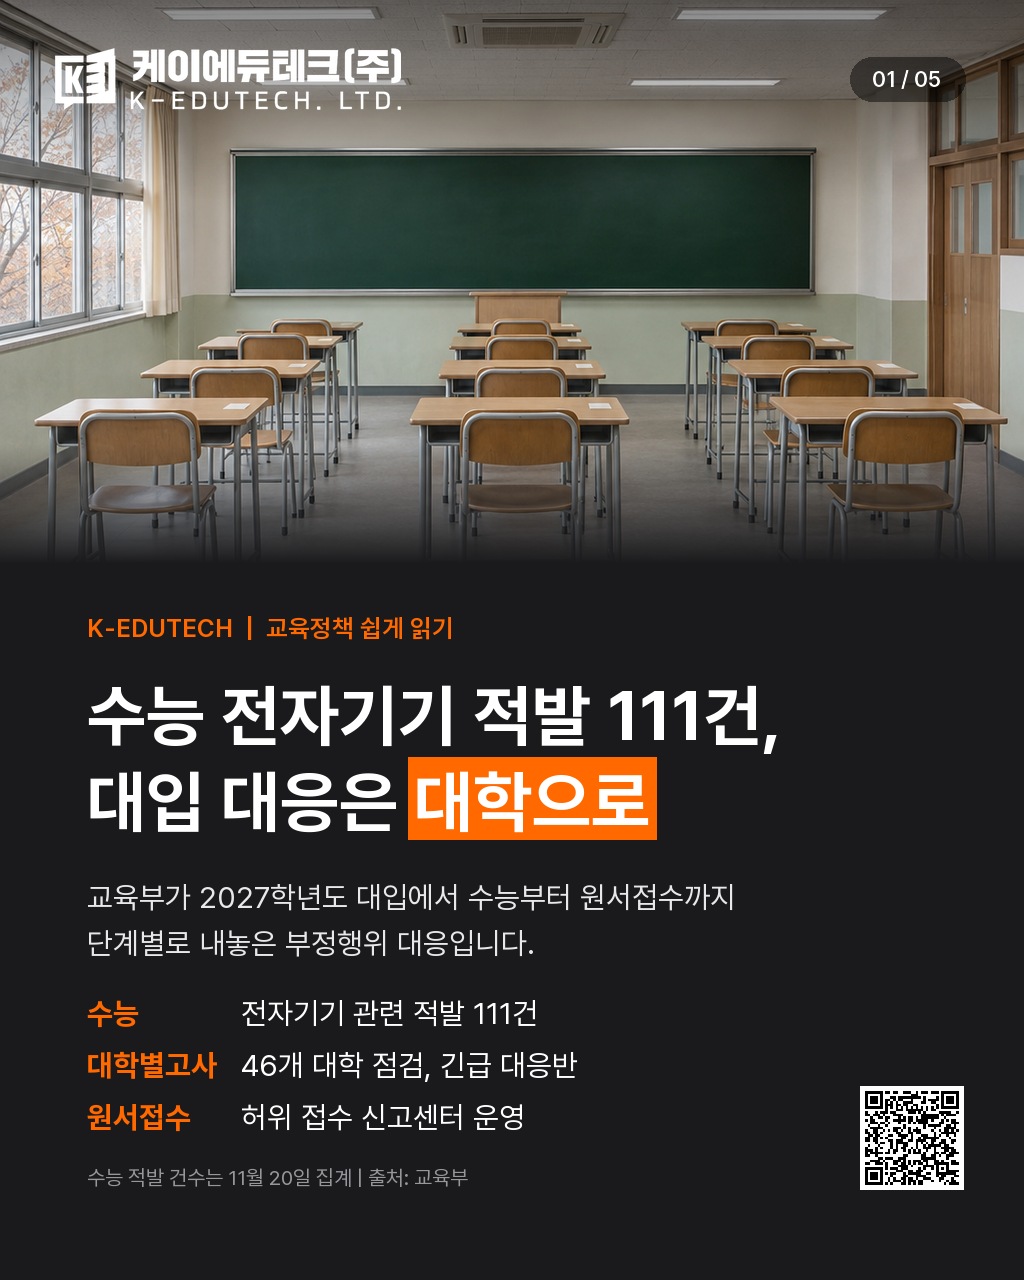 케이에듀테크(주)
K-EDUTECH. LTD.
01 / 05
K-EDUTECH | 교육정책 쉽게 읽기
수능 전자기기 적발 111건,
대입 대응은 대학으로
교육부가 2027학년도 대입에서 수능부터 원서접수까지
단계별로 내놓은 부정행위 대응입니다.
수능 전자기기 관련 적발 111건
대학별고사 46개 대학 점검, 긴급 대응반
원서접수 허위 접수 신고센터 운영
수능 적발 건수는 11월 20일 집계 | 출처: 교육부